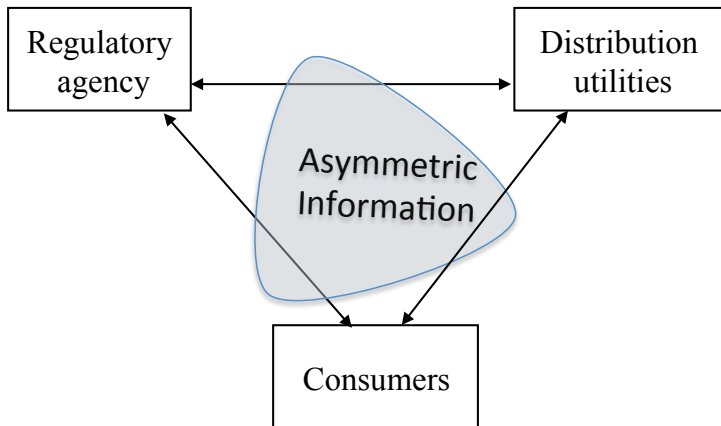 Regulatory
agency
Distribution
utilities
Asymmetric
Information
Consumers